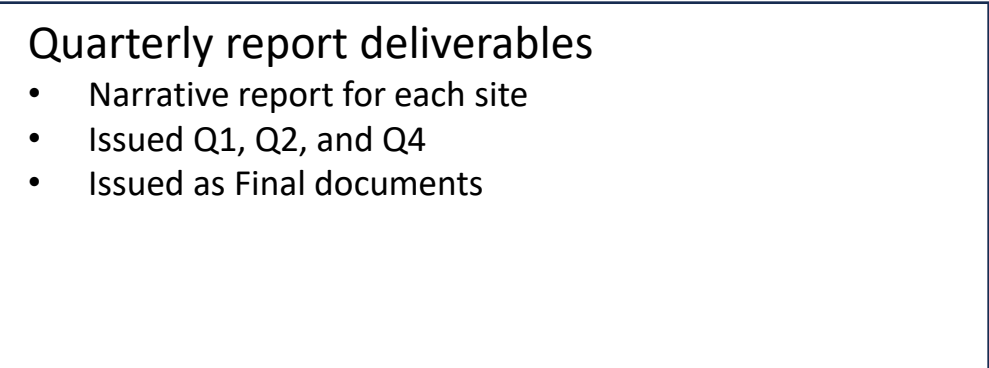 Quarterly report deliverables
• Narrative report for each site
• Issued Q1, Q2, and Q4
• Issued as Final documents